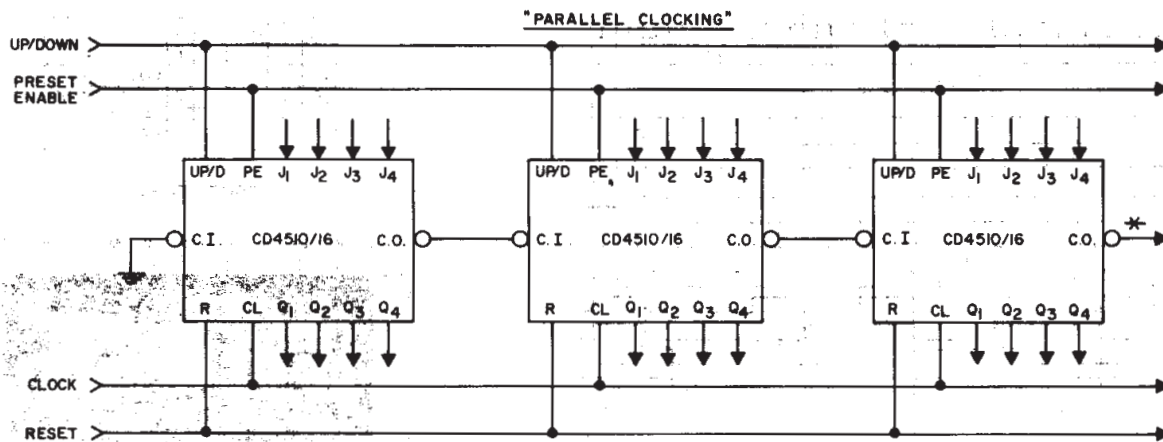 "PARALLEL CLOCKING"
UP/DOWN
PRESET
ENABLE
UP/D PE J1 J2 J3 J4
UP/D PE J1 J2 J3 J4
UP/D PE J1 J2 J3 J4
C.I. CD4510/16 C.O.
C.I CD4510/16 C.O.
C.I CD4510/16 C.O.
*
R CL Q1 Q2 Q3 Q4
R CL Q1 Q2 Q3 Q4
R CL Q1 Q2 Q3 Q4
CLOCK
RESET